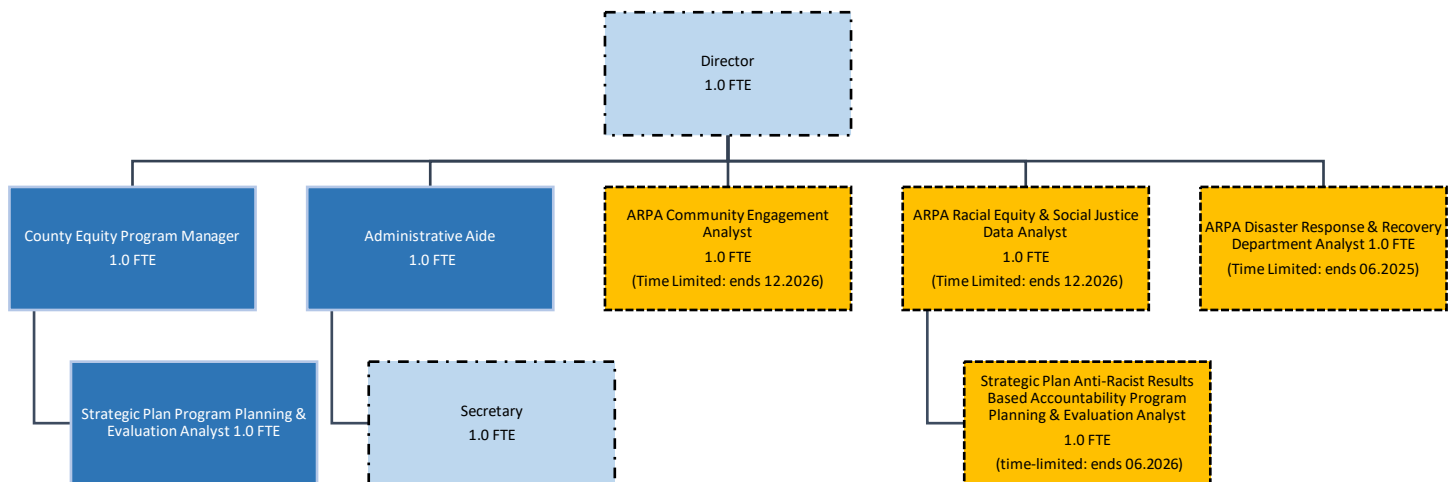 Director
1.0 FTE
County Equity Program Manager
1.0 FTE
Administrative Aide
1.0 FTE
ARPA Community Engagement
Analyst
1.0 FTE
(Time Limited: ends 12.2026)
ARPA Racial Equity & Social Justice
Data Analyst
1.0 FTE
(Time Limited: ends 12.2026)
ARPA Disaster Response & Recovery
Department Analyst 1.0 FTE
(Time Limited: ends 06.2025)
Strategic Plan Program Planning &
Evaluation Analyst 1.0 FTE
Secretary
1.0 FTE
Strategic Plan Anti-Racist Results
Based Accountability Program
Planning & Evaluation Analyst
1.0 FTE
(time-limited: ends 06.2026)